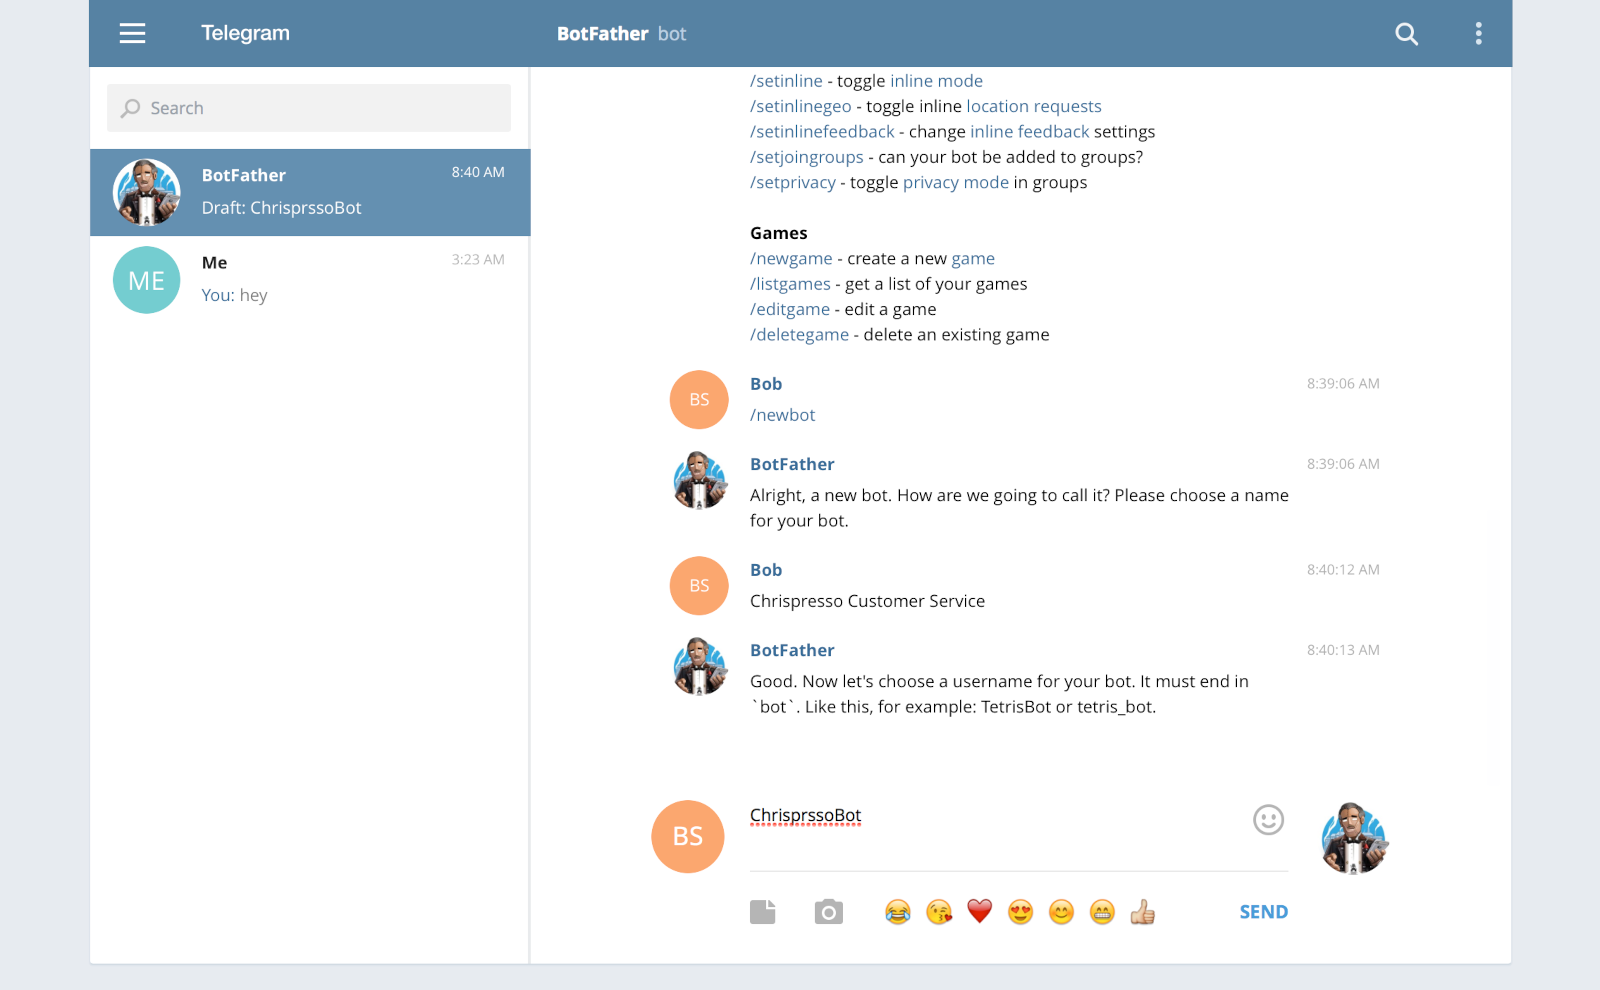 Telegram
BotFather bot
Search
BotFather 8:40 AM
Draft: ChrisprssoBot
ME
Me 3:23 AM
You: hey
/setinline - toggle inline mode
/setinlinegeo - toggle inline location requests
/setinlinefeedback - change inline feedback settings
/setjoingroups - can your bot be added to groups?
/setprivacy - toggle privacy mode in groups
Games
/newgame - create a new game
/listgames - get a list of your games
/editgame - edit a game
/deletegame - delete an existing game
BS
Bob 8:39:06 AM
/newbot
BotFather 8:39:06 AM
Alright, a new bot. How are we going to call it? Please choose a name
for your bot.
BS
Bob 8:40:12 AM
Chrispresso Customer Service
BotFather 8:40:13 AM
Good. Now let's choose a username for your bot. It must end in
`bot`. Like this, for example: TetrisBot or tetris_bot.
BS
ChrisprssoBot
SEND